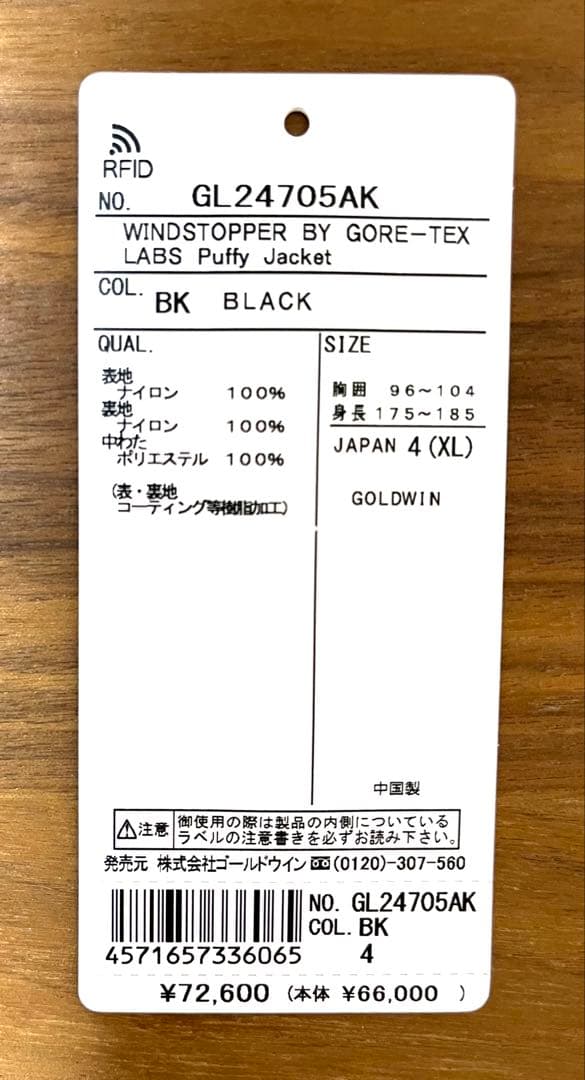 RFID
NO. GL24705AK
WINDSTOPPER BY GORE-TEX
LABS Puffy Jacket
COL. BK BLACK
QUAL.
表地
ナイロン 100%
裏地
ナイロン 100%
中わた
ポリエステル 100%
(表・裏地
コーティング等樹脂加工)
SIZE
胸囲 96～104
身長 175～185
JAPAN 4 (XL)
GOLDWIN
中国製
注意 御使用の際は製品の内側についている
ラベルの注意書きを必ずお読み下さい。
発売元 株式会社ゴールドウイン (0120)-307-560
4571657336065
NO. GL24705AK
COL. BK
4
¥72,600 (本体 ¥66,000 )